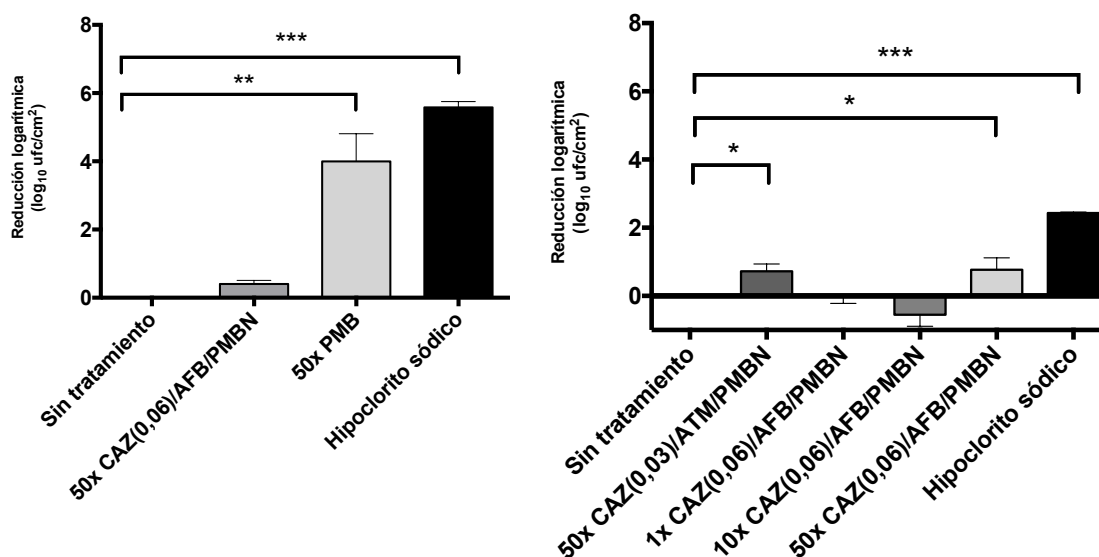 Reducción logarítmica
(log10 ufc/cm²)
8
6
4
2
0
***
**
Sin tratamiento
50x CAZ(0,06)/AFB/PMBN
50x PMB
Hipoclorito sódico
Reducción logarítmica
(log10 ufc/cm²)
8
6
4
2
0
***
*
*
Sin tratamiento
50x CAZ(0,03)/ATM/PMBN
1x CAZ(0,06)/AFB/PMBN
10x CAZ(0,06)/AFB/PMBN
50x CAZ(0,06)/AFB/PMBN
Hipoclorito sódico